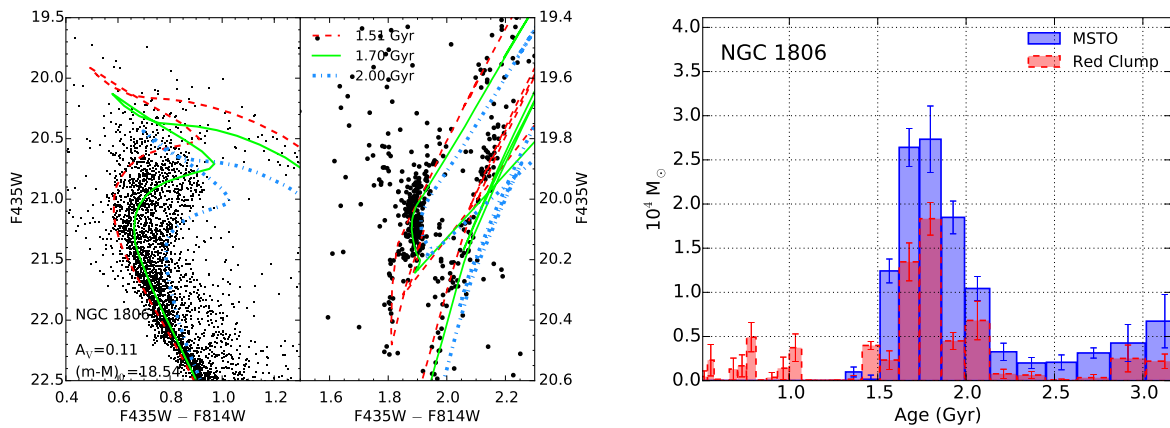 19.5
20.0
20.5
21.0
21.5
22.0
22.5
F435W
NGC 1806
A_V=0.11
(m-M)_0=18.54
0.4 0.6 0.8 1.0 1.2
F435W − F814W
1.51 Gyr
1.70 Gyr
2.00 Gyr
1.6 1.8 2.0 2.2
F435W − F814W
19.4
19.6
19.8
20.0
20.2
20.4
20.6
F435W
NGC 1806
MSTO
Red Clump
4.0
3.5
3.0
2.5
2.0
1.5
1.0
0.5
0.0
10^4 M_⊙
1.0 1.5 2.0 2.5 3.0
Age (Gyr)